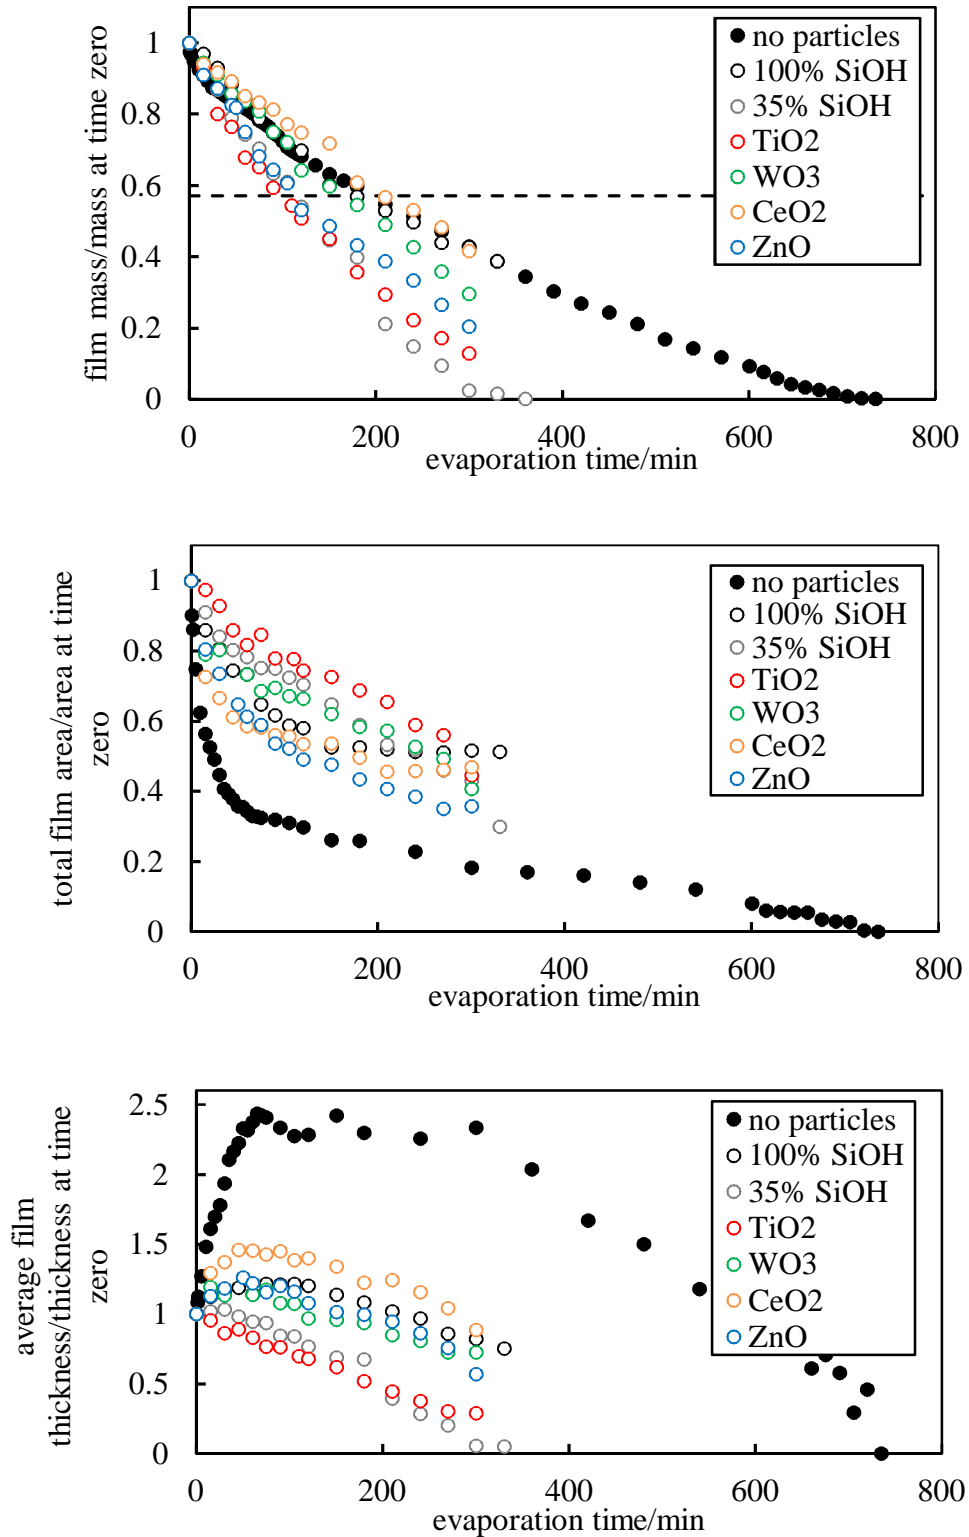 film mass/mass at time zero
1
0.8
0.6
0.4
0.2
0
0
200
400
600
800
evaporation time/min
no particles
100% SiOH
35% SiOH
TiO2
WO3
CeO2
ZnO
total film area/area at time
zero
1
0.8
0.6
0.4
0.2
0
0
200
400
600
800
evaporation time/min
no particles
100% SiOH
35% SiOH
TiO2
WO3
CeO2
ZnO
average film
thickness/thickness at time
zero
2.5
2
1.5
1
0.5
0
0
200
400
600
800
evaporation time/min
no particles
100% SiOH
35% SiOH
TiO2
WO3
CeO2
ZnO